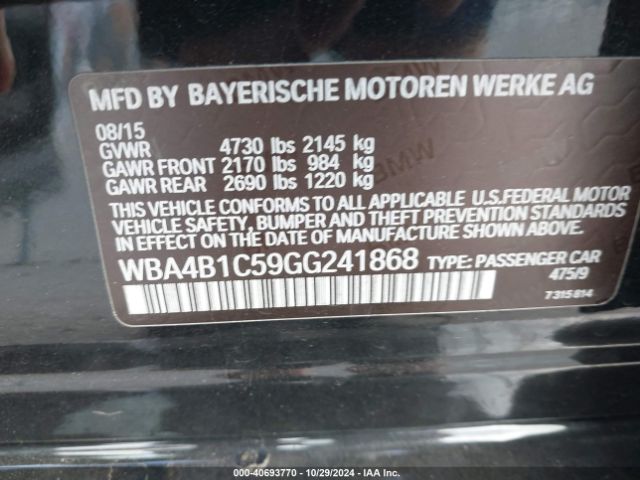 MFD BY BAYERISCHE MOTOREN WERKE AG
08/15
GVWR 4730 lbs 2145 kg
GAWR FRONT 2170 lbs 984 kg
GAWR REAR 2690 lbs 1220 kg
THIS VEHICLE CONFORMS TO ALL APPLICABLE U.S.FEDERAL MOTOR
VEHICLE SAFETY, BUMPER AND THEFT PREVENTION STANDARDS
IN EFFECT ON THE DATE OF MANUFACTURE SHOWN ABOVE.
WBA4B1C59GG241868 TYPE: PASSENGER CAR
475/9
7 315 814
000-40693770 - 10/29/2024 - IAA Inc.